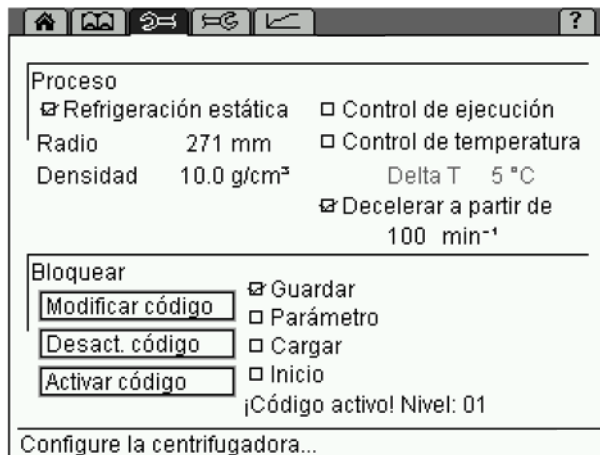 ?
Proceso
Refrigeración estática
Radio 271 mm
Densidad 10.0 g/cm³
Control de ejecución
Control de temperatura
Delta T 5 °C
Decelerar a partir de
100 min⁻¹
Bloquear
Modificar código
Desact. código
Activar código
Guardar
Parámetro
Cargar
Inicio
¡Código activo! Nivel: 01
Configure la centrifugadora...